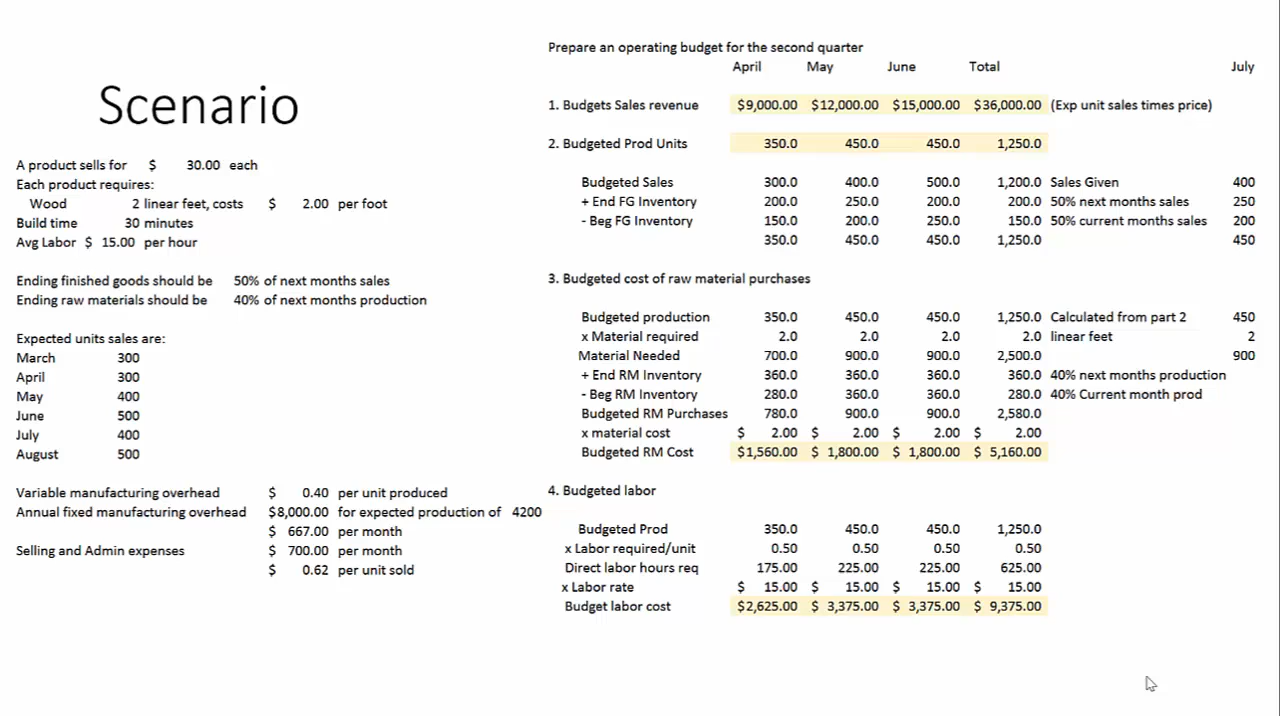 Scenario
A product sells for $ 30.00 each
Each product requires:
Wood 2 linear feet, costs $ 2.00 per foot
Build time 30 minutes
Avg Labor $ 15.00 per hour
Ending finished goods should be 50% of next months sales
Ending raw materials should be 40% of next months production
Expected units sales are:
March 300
April 300
May 400
June 500
July 400
August 500
Variable manufacturing overhead $ 0.40 per unit produced
Annual fixed manufacturing overhead $8,000.00 for expected production of 4200
$ 667.00 per month
Selling and Admin expenses $ 700.00 per month
$ 0.62 per unit sold
Prepare an operating budget for the second quarter
April May June Total July
1. Budgets Sales revenue $9,000.00 $12,000.00 $15,000.00 $36,000.00 (Exp unit sales times price)
2. Budgeted Prod Units 350.0 450.0 450.0 1,250.0
Budgeted Sales 300.0 400.0 500.0 1,200.0 Sales Given 400
+ End FG Inventory 200.0 250.0 200.0 200.0 50% next months sales 250
- Beg FG Inventory 150.0 200.0 250.0 150.0 50% current months sales 200
350.0 450.0 450.0 1,250.0 450
3. Budgeted cost of raw material purchases
Budgeted production 350.0 450.0 450.0 1,250.0 Calculated from part 2 450
x Material required 2.0 2.0 2.0 2.0 linear feet 2
Material Needed 700.0 900.0 900.0 2,500.0 900
+ End RM Inventory 360.0 360.0 360.0 360.0 40% next months production
- Beg RM Inventory 280.0 360.0 360.0 280.0 40% Current month prod
Budgeted RM Purchases 780.0 900.0 900.0 2,580.0
x material cost $ 2.00 $ 2.00 $ 2.00 $ 2.00
Budgeted RM Cost $1,560.00 $ 1,800.00 $ 1,800.00 $ 5,160.00
4. Budgeted labor
Budgeted Prod 350.0 450.0 450.0 1,250.0
x Labor required/unit 0.50 0.50 0.50 0.50
Direct labor hours req 175.00 225.00 225.00 625.00
x Labor rate $ 15.00 $ 15.00 $ 15.00 $ 15.00
Budget labor cost $2,625.00 $ 3,375.00 $ 3,375.00 $ 9,375.00